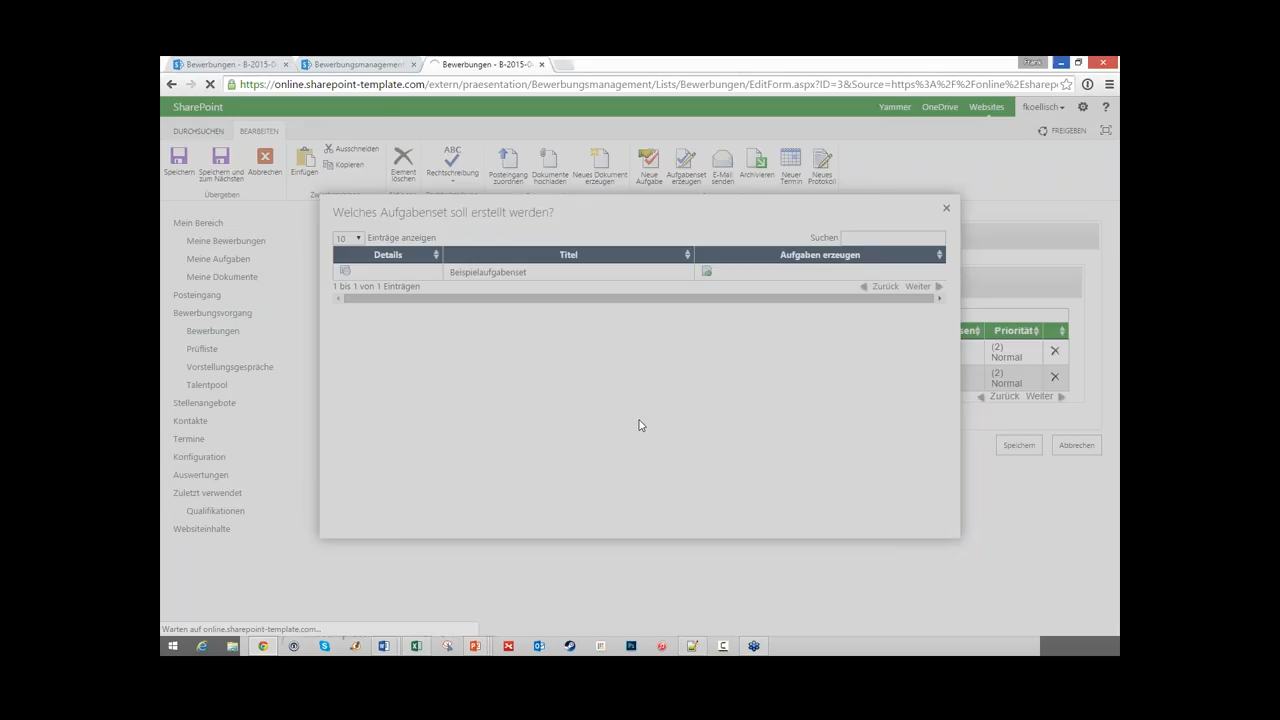 Bewerbungen - B-2015-0 Bewerbungsmanagement Bewerbungen - B-2015-0 Frank
https://online.sharepoint-template.com/extern/praesentation/Bewerbungsmanagement/Lists/Bewerbungen/EditForm.aspx?ID=3&Source=https%3A%2F%2Fonline%2Esharepo
SharePoint Yammer OneDrive Websites fkoellisch ?
DURCHSUCHEN BEARBEITEN FREIGEBEN
Speichern
Speichern und
zum Nächsten
Abbrechen
Einfügen
Ausschneiden
Kopieren
Element
löschen
ABC
Rechtschreibung
Posteingang
zuordnen
Dokumente
hochladen
Neues Dokument
erzeugen
Neue
Aufgabe
Aufgabenset
erzeugen
E-Mail
senden
Archivieren
Neuer
Termin
Neues
Protokoll
Übergeben
Mein Bereich
Meine Bewerbungen
Meine Aufgaben
Meine Dokumente
Posteingang
Bewerbungsvorgang
Bewerbungen
Prüfliste
Vorstellungsgespräche
Talentpool
Stellenangebote
Kontakte
Termine
Konfiguration
Auswertungen
Zuletzt verwendet
Qualifikationen
Websiteinhalte
Welches Aufgabenset soll erstellt werden?
10 Einträge anzeigen Suchen
Details Titel Aufgaben erzeugen
Beispielaufgabenset
1 bis 1 von 1 Einträgen Zurück Weiter
sen Priorität
(2)
Normal
(2)
Normal
Zurück Weiter
Speichern Abbrechen
Warten auf online.sharepoint-template.com...